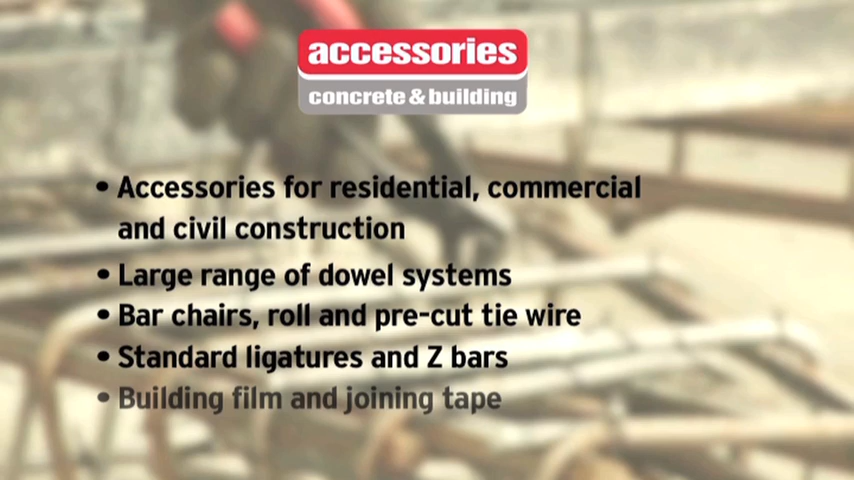 accessories
concrete & building
• Accessories for residential, commercial
and civil construction
• Large range of dowel systems
• Bar chairs, roll and pre-cut tie wire
• Standard ligatures and Z bars
• Building film and joining tape